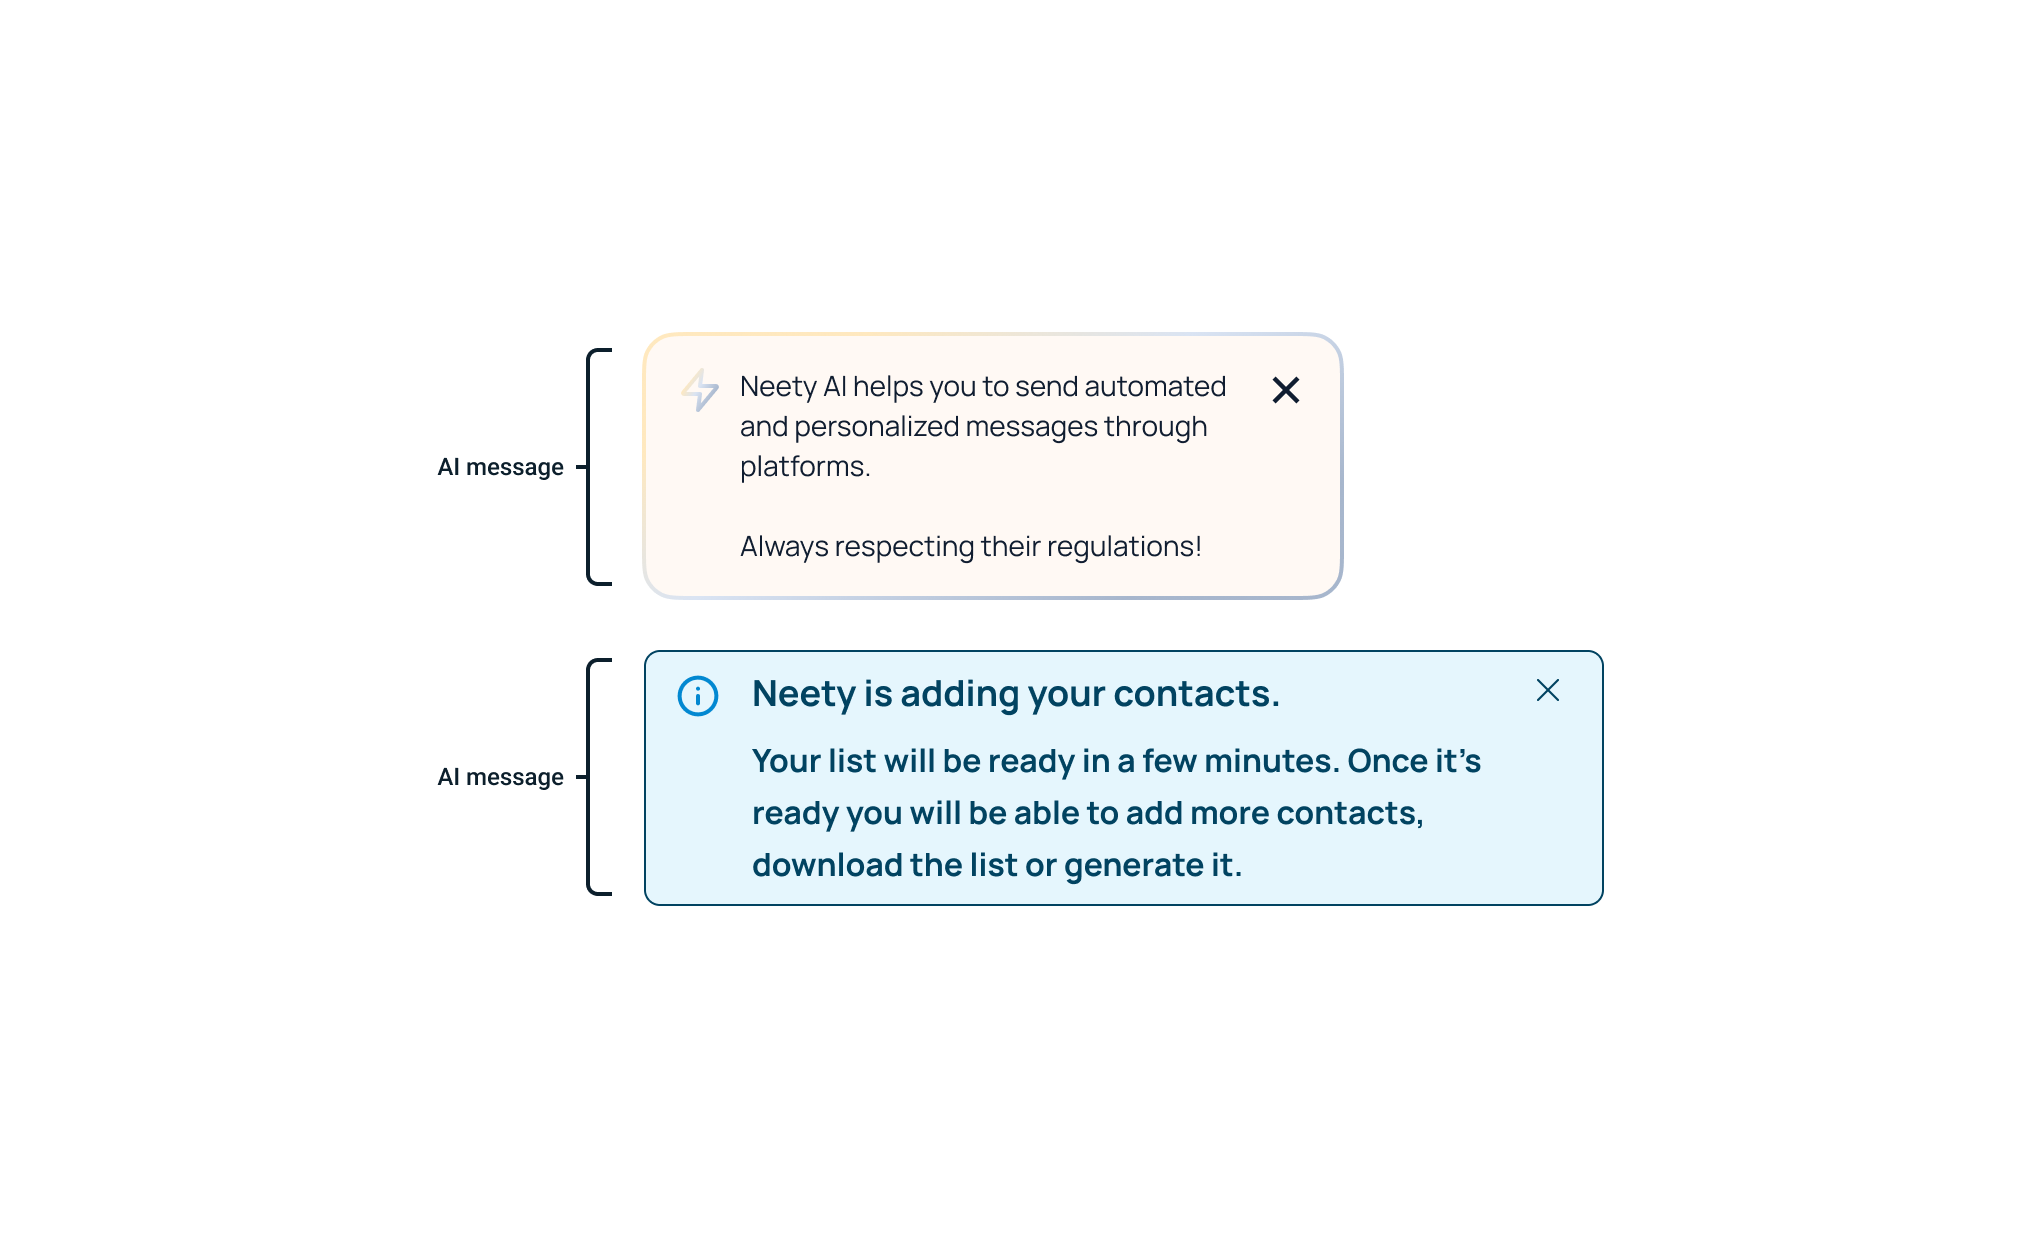 AI message
Neety AI helps you to send automated
and personalized messages through
platforms.
Always respecting their regulations!
AI message
Neety is adding your contacts.
Your list will be ready in a few minutes. Once it’s
ready you will be able to add more contacts,
download the list or generate it.